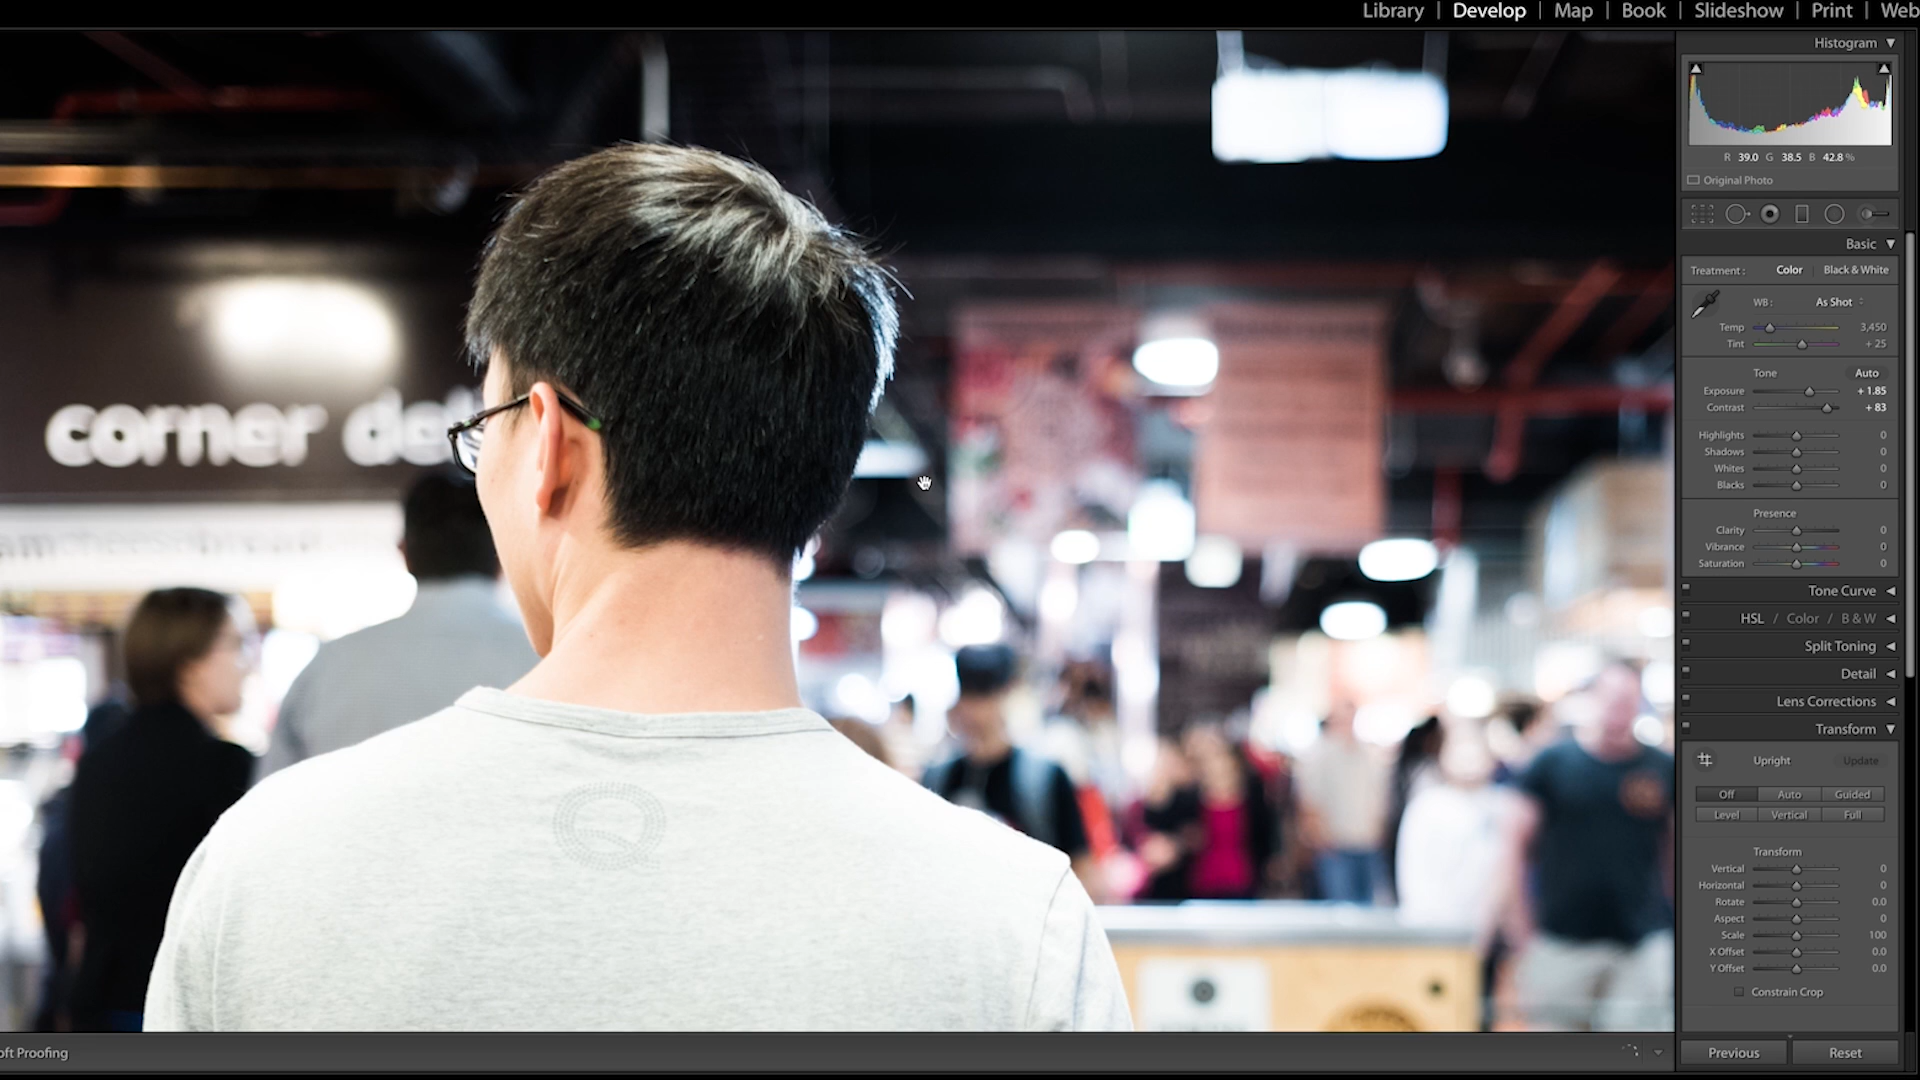 Library | Develop | Map | Book | Slideshow | Print | Web
Histogram
R 39.0 G 38.5 B 42.8 %
Original Photo
Basic
Treatment : Color Black & White
WB : As Shot
Temp 3,450
Tint + 25
Tone Auto
Exposure + 1.85
Contrast + 83
Highlights 0
Shadows 0
Whites 0
Blacks 0
Presence
Clarity 0
Vibrance 0
Saturation 0
Tone Curve
HSL / Color / B & W
Split Toning
Detail
Lens Corrections
Transform
Upright Update
Off Auto Guided
Level Vertical Full
Transform
Vertical 0
Horizontal 0
Rotate 0.0
Aspect 0
Scale 100
X Offset 0.0
Y Offset 0.0
Constrain Crop
Previous Reset
corner de
Q
oft Proofing